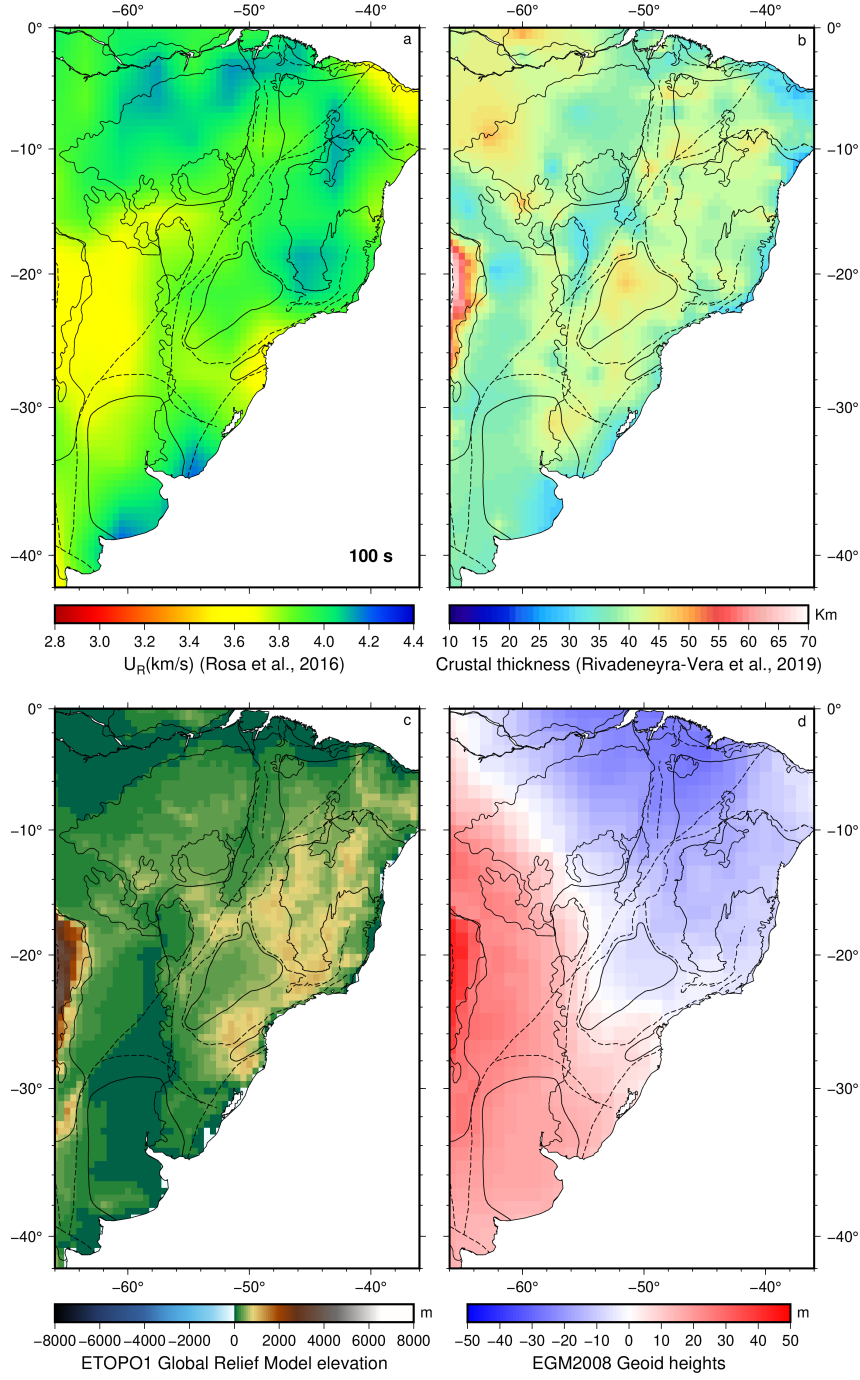 −60° −50° −40° −60° −50° −40°
0° a b 0°
−10° −10°
−20° −20°
−30° −30°
−40° 100 s −40°
2.8 3.0 3.2 3.4 3.6 3.8 4.0 4.2 4.4
U_R(km/s) (Rosa et al., 2016)
10 15 20 25 30 35 40 45 50 55 60 65 70 Km
Crustal thickness (Rivadeneyra-Vera et al., 2019)
0° c d 0°
−10° −10°
−20° −20°
−30° −30°
−40° −40°
−60° −50° −40° −60° −50° −40°
−8000 −6000 −4000 −2000 0 2000 4000 6000 8000 m
ETOPO1 Global Relief Model elevation
−50 −40 −30 −20 −10 0 10 20 30 40 50 m
EGM2008 Geoid heights